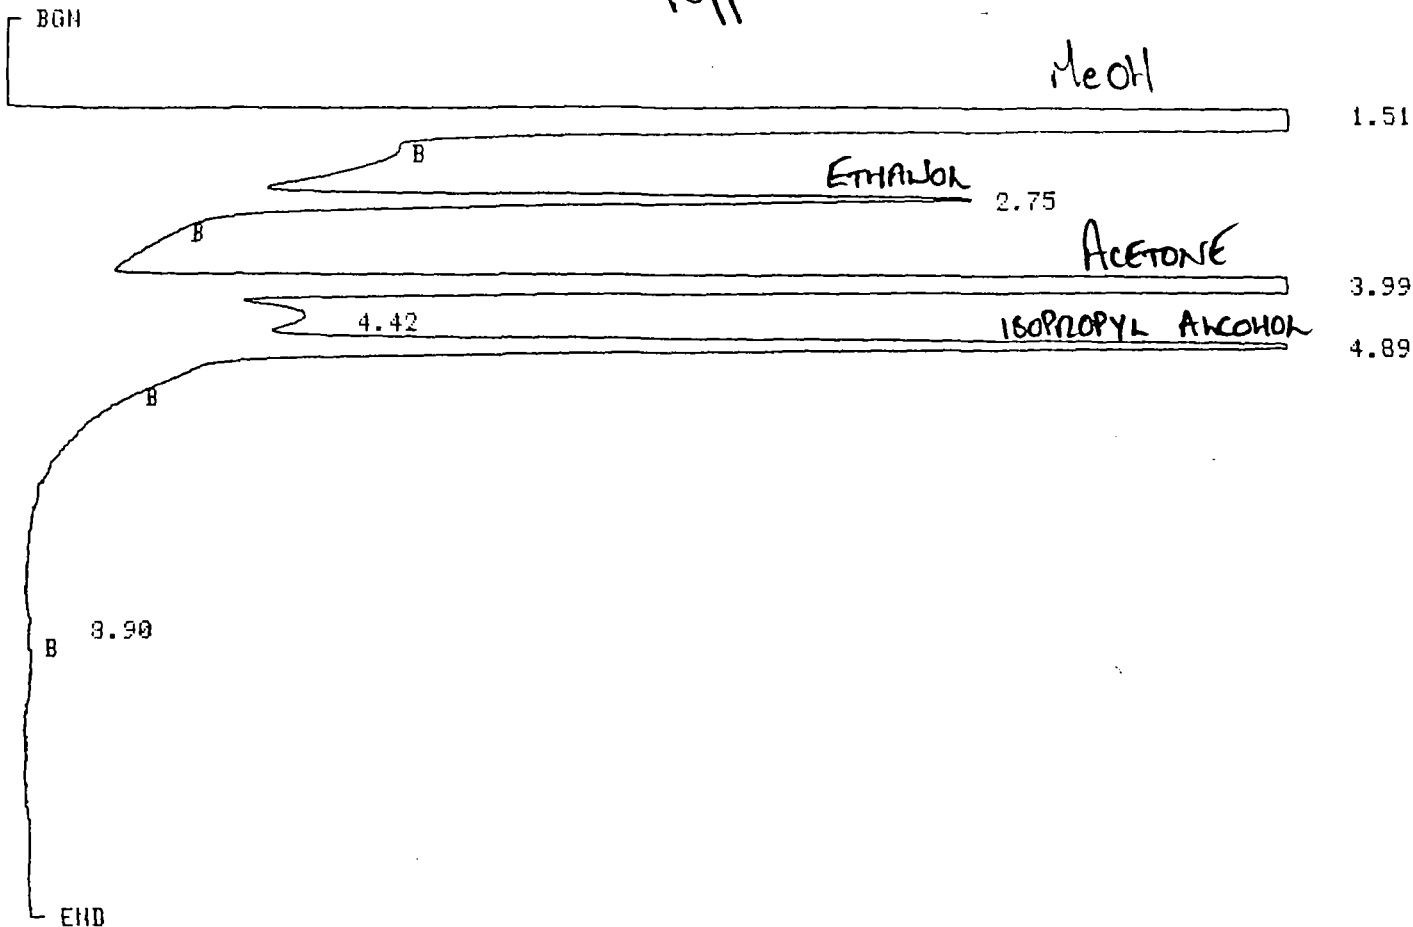 BGN
MeOH
1.51
B
ETHANOL
2.75
B
ACETONE
3.99
4.42
ISOPROPYL ALCOHOL
4.89
B
8.90
B
END